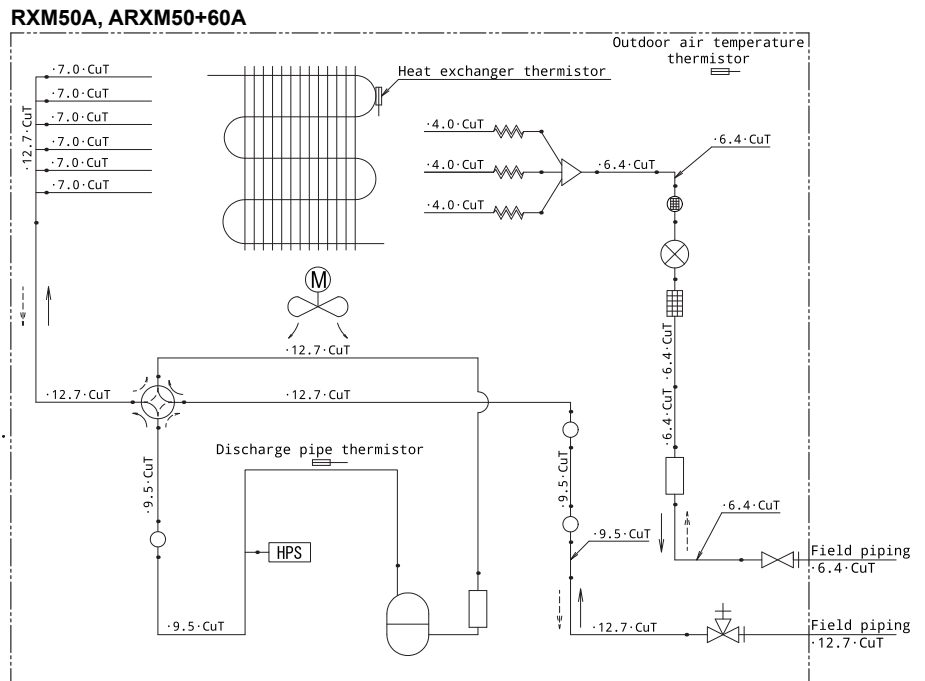 RXM50A, ARXM50+60A
Outdoor air temperature
thermistor
·7.0·CuT
·7.0·CuT
·7.0·CuT
·7.0·CuT
·7.0·CuT
·7.0·CuT
·12.7·CuT
Heat exchanger thermistor
·4.0·CuT
·4.0·CuT
·4.0·CuT
·6.4·CuT
·6.4·CuT
M
·12.7·CuT
·12.7·CuT
·12.7·CuT
·6.4·CuT
·6.4·CuT
Discharge pipe thermistor
·9.5·CuT
·9.5·CuT
·6.4·CuT
·9.5·CuT
HPS
Field piping
·6.4·CuT
·9.5·CuT
·12.7·CuT
Field piping
·12.7·CuT